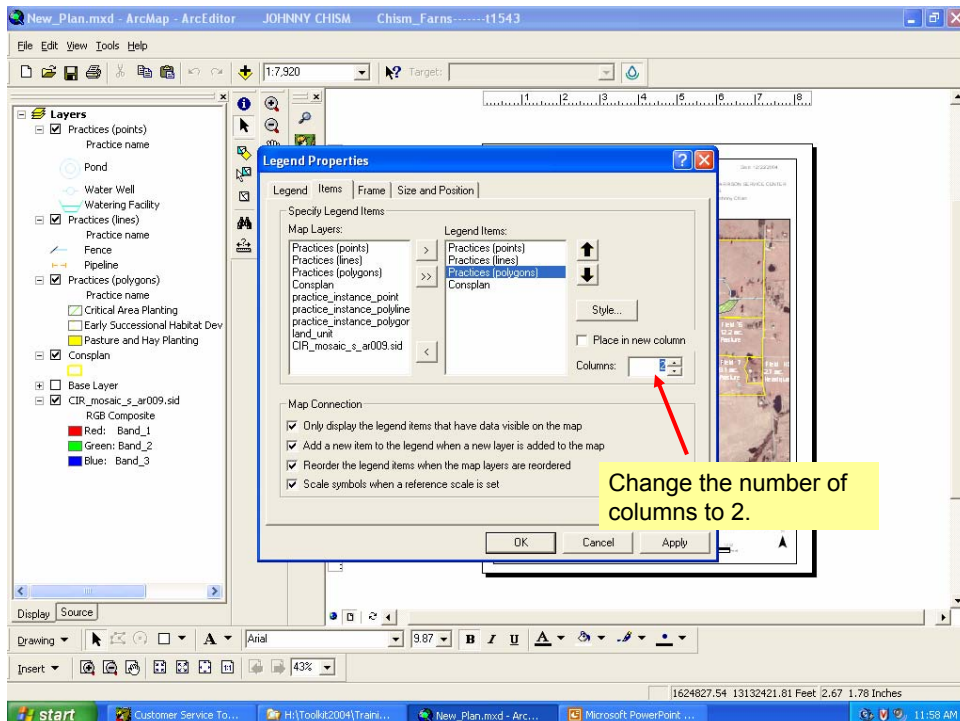 New_Plan.mxd - ArcMap - ArcEditor JOHNNY CHISM Chism_Farns-------t1543
File Edit View Tools Help
1:7,920 Target:
Layers
Practices (points)
Practice name
Pond
Water Well
Watering Facility
Practices (lines)
Practice name
Fence
Pipeline
Practices (polygons)
Practice name
Critical Area Planting
Early Successional Habitat Dev
Pasture and Hay Planting
Consplan
Base Layer
CIR_mosaic_s_ar009.sid
RGB Composite
Red: Band_1
Green: Band_2
Blue: Band_3
Display Source
1 2 3 4 5 6 7 8
Legend Properties
Legend Items Frame Size and Position
Specify Legend Items
Map Layers:
Practices (points)
Practices (lines)
Practices (polygons)
Consplan
practice_instance_point
practice_instance_polyline
practice_instance_polygor
land_unit
CIR_mosaic_s_ar009.sid
> >> <
Legend Items:
Practices (points)
Practices (lines)
Practices (polygons)
Consplan
Style...
Place in new column
Columns: 2
Map Connection
Only display the legend items that have data visible on the map
Add a new item to the legend when a new layer is added to the map
Reorder the legend items when the map layers are reordered
Scale symbols when a reference scale is set
OK Cancel Apply
Change the number of
columns to 2.
Drawing A Arial 9.87 B I U A
Insert 43%
1624827.54 13132421.81 Feet 2.67 1.78 Inches
start Customer Service To... H:\Toolkit2004\Traini... New_Plan.mxd - Arc... Microsoft PowerPoint ... 11:58 AM